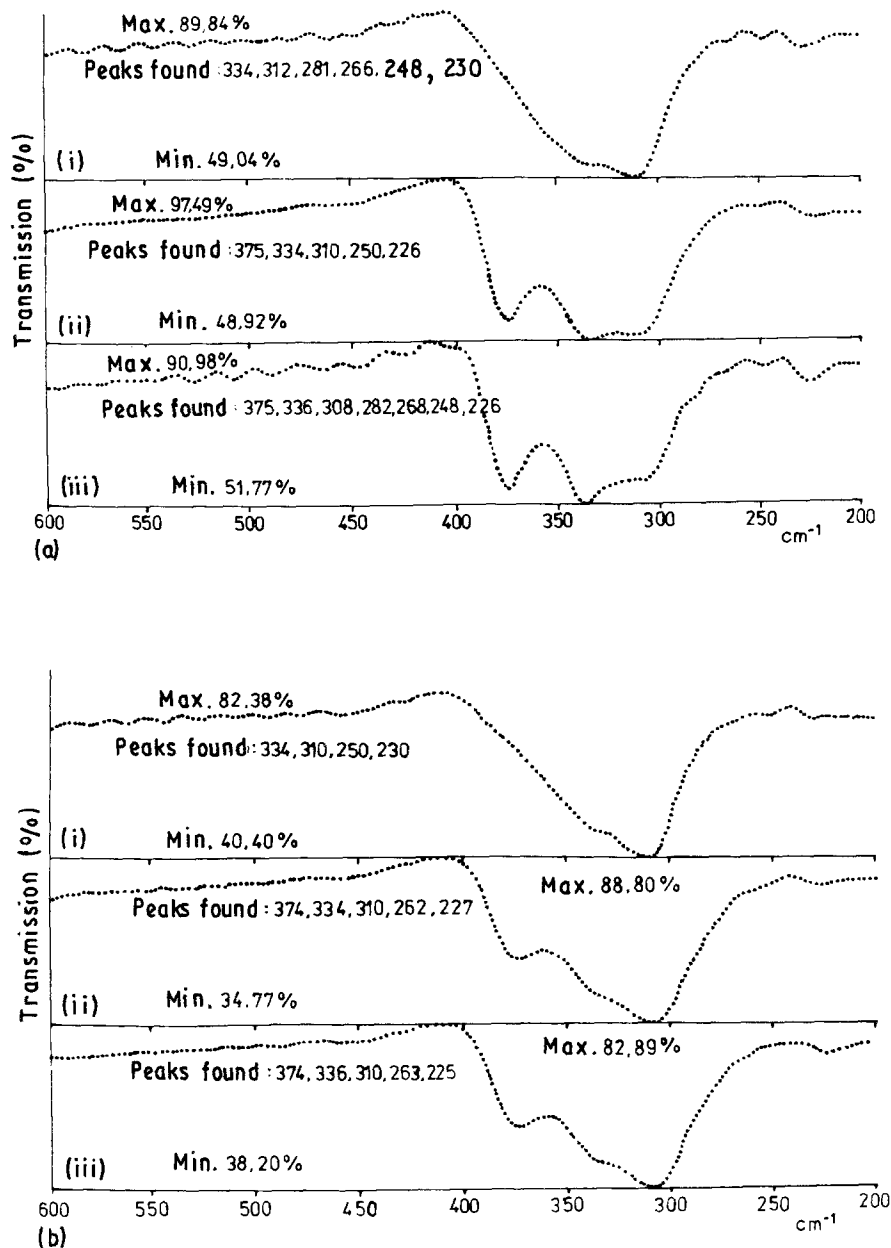 Max. 89,84%
Peaks found : 334, 312, 281, 266, 248, 230
(i) Min. 49,04%
Max. 97,49%
Peaks found : 375, 334, 310, 250, 226
(ii) Min. 48,92%
Max. 90,98%
Peaks found : 375, 336, 308, 282, 268, 248, 226
(iii) Min. 51,77%
Transmission (%)
600 550 500 450 400 350 300 250 200
cm⁻¹
(a)
Max. 82.38%
Peaks found : 334, 310, 250, 230
(i) Min. 40,40%
Max. 88.80%
Peaks found : 374, 334, 310, 262, 227
(ii) Min. 34.77%
Max. 82,89%
Peaks found : 374, 336, 310, 263, 225
(iii) Min. 38,20%
Transmission (%)
600 550 500 450 400 350 300 250 200
cm⁻¹
(b)